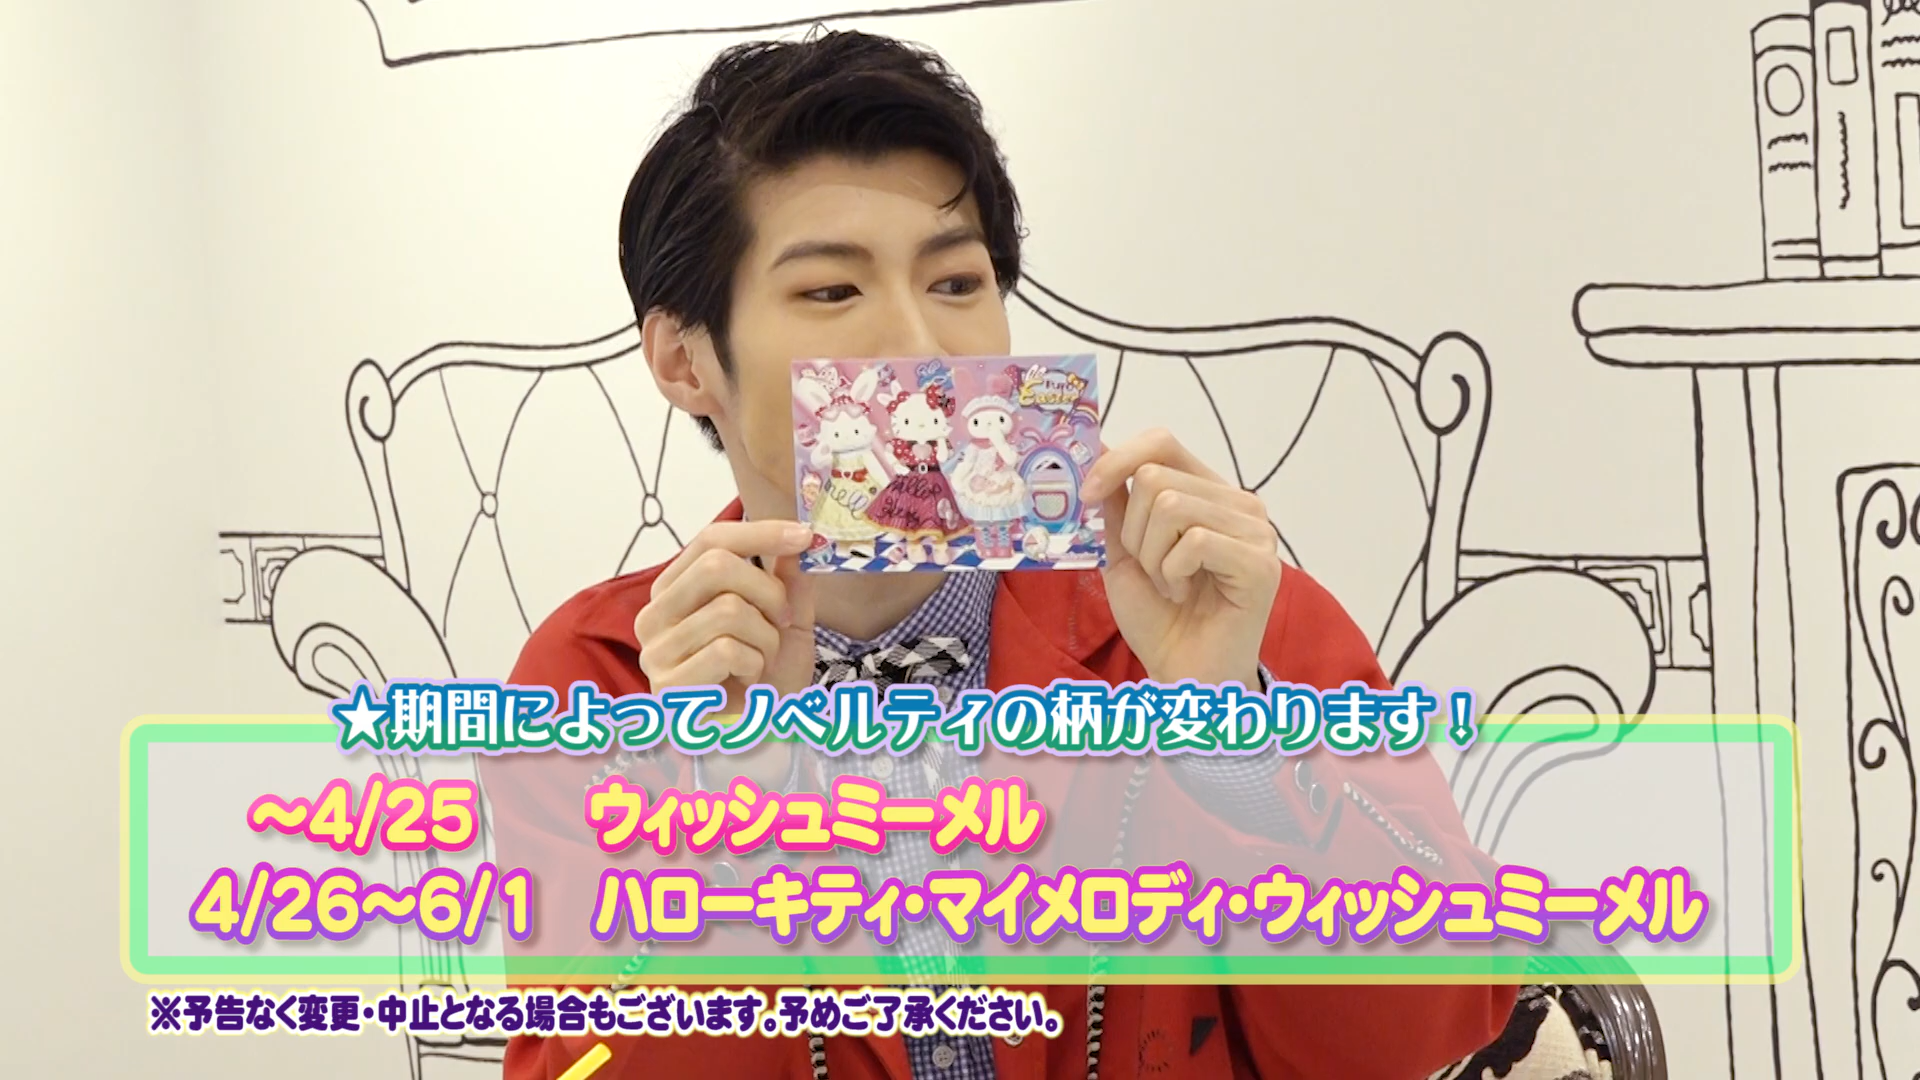 Puro
Easter
★期間によってノベルティの柄が変わります!
～4/25 ウィッシュミーメル
4/26～6/1 ハローキティ・マイメロディ・ウィッシュミーメル
※予告なく変更・中止となる場合もございます。予めご了承ください。